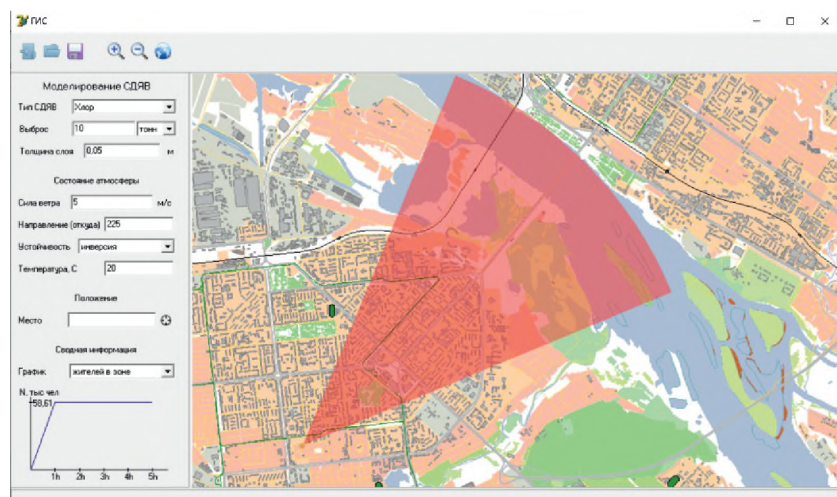 ГИС
Моделирование СДЯВ
Тип СДЯВ Хлор
Выброс 10 тонн
Толщина слоя 0,05 м
Состояние атмосферы
Сила ветра 5 м/с
Направление (откуда) 225
Устойчивость инверсия
Температура, С 20
Положение
Место
Сводная информация
График жителей в зоне
N, тыс чел
58,61
1h 2h 3h 4h 5h